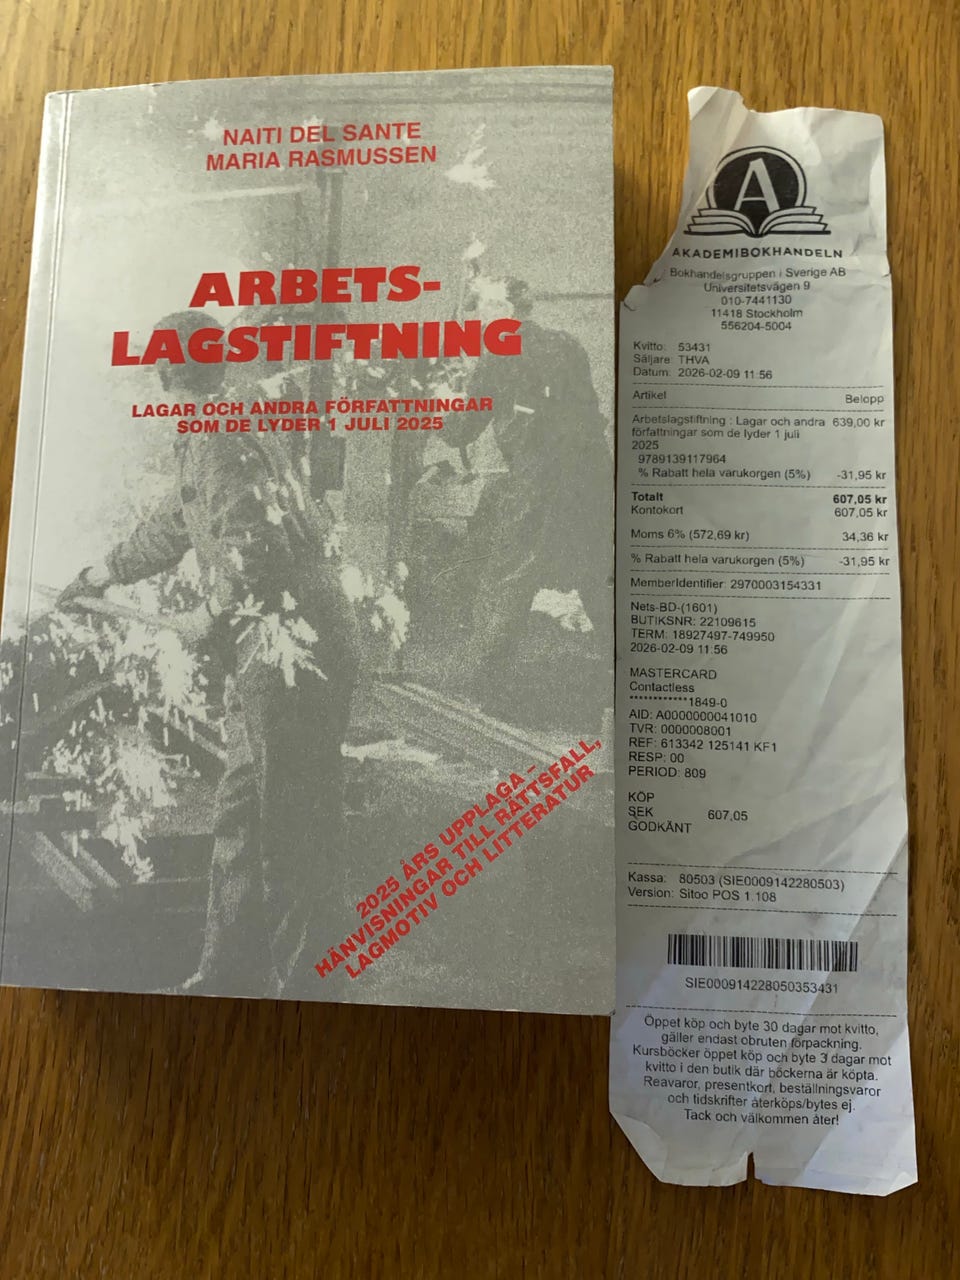 NAITI DEL SANTE
MARIA RASMUSSEN
ARBETS-
LAGSTIFTNING
LAGAR OCH ANDRA FÖRFATTNINGAR
SOM DE LYDER 1 JULI 2025
2025 ÅRS UPPLAGA –
HÄNVISNINGAR TILL RÄTTSFALL,
LAGMOTIV OCH LITTERATUR
A
AKADEMIBOKHANDELN
Bokhandelsgruppen i Sverige AB
Universitetsvägen 9
010-7441130
11418 Stockholm
556204-5004
Kvitto: 53431
Säljare: THVA
Datum: 2026-02-09 11:56
Artikel Belopp
Arbetslagstiftning : Lagar och andra 639,00 kr
författningar som de lyder 1 juli
2025
9789139117964
% Rabatt hela varukorgen (5%) -31,95 kr
Totalt 607,05 kr
Kontokort 607,05 kr
Moms 6% (572,69 kr) 34,36 kr
% Rabatt hela varukorgen (5%) -31,95 kr
MemberIdentifier: 2970003154331
Nets-BD-(1601)
BUTIKSNR: 22109615
TERM: 18927497-749950
2026-02-09 11:56
MASTERCARD
Contactless
************1849-0
AID: A0000000041010
TVR: 0000008001
REF: 613342 125141 KF1
RESP: 00
PERIOD: 809
KÖP
SEK 607,05
GODKÄNT
Kassa: 80503 (SIE0009142280503)
Version: Sitoo POS 1.108
SIE000914228050353431
Öppet köp och byte 30 dagar mot kvitto,
gäller endast obruten förpackning.
Kursböcker öppet köp och byte 3 dagar mot
kvitto i den butik där böckerna är köpta.
Reavaror, presentkort, beställningsvaror
och tidskrifter återköps/bytes ej.
Tack och välkommen åter!